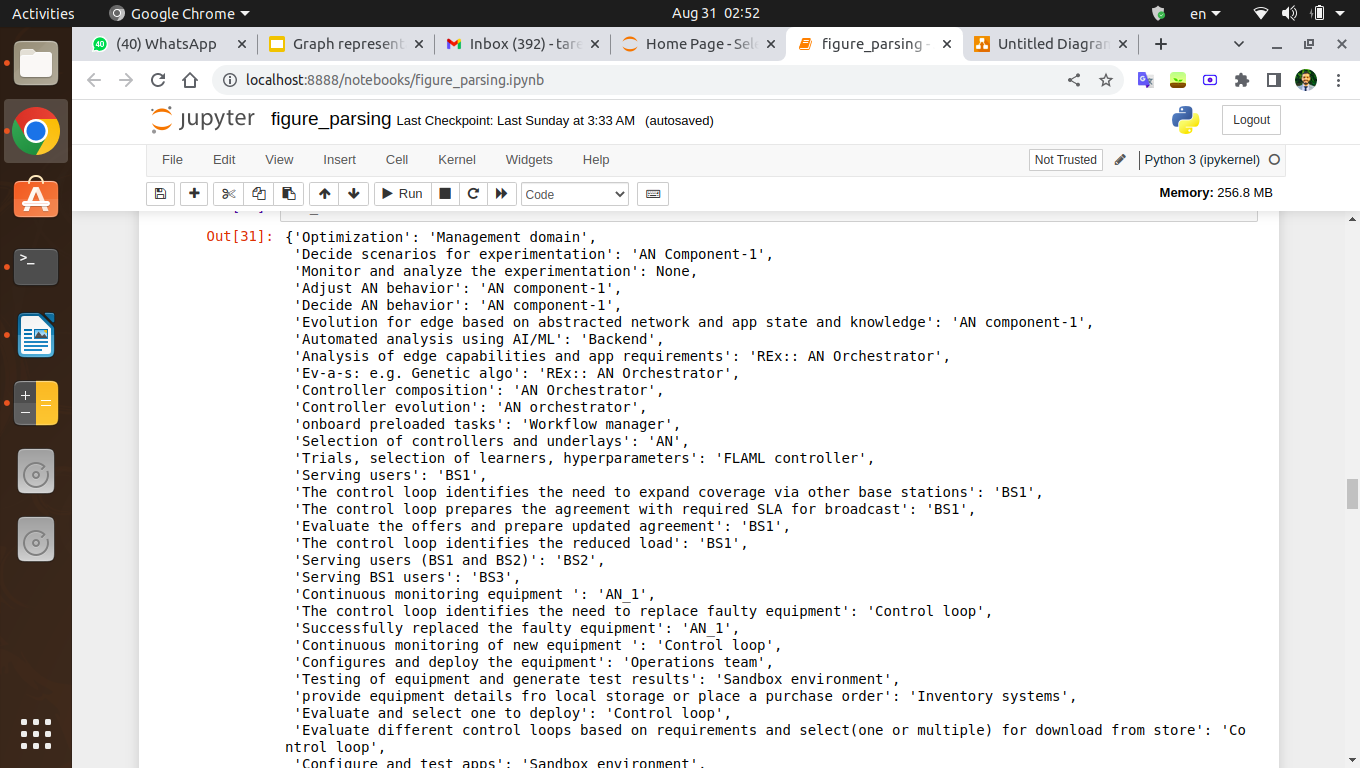 Activities Google Chrome Aug 31 02:52 en
(40) WhatsApp Graph represent Inbox (392) - tare Home Page - Sele figure_parsing - Untitled Diagram
localhost:8888/notebooks/figure_parsing.ipynb
jupyter figure_parsing Last Checkpoint: Last Sunday at 3:33 AM (autosaved) Logout
File Edit View Insert Cell Kernel Widgets Help Not Trusted Python 3 (ipykernel)
Run Code Memory: 256.8 MB
Out[31]: {'Optimization': 'Management domain',
'Decide scenarios for experimentation': 'AN Component-1',
'Monitor and analyze the experimentation': None,
'Adjust AN behavior': 'AN component-1',
'Decide AN behavior': 'AN component-1',
'Evolution for edge based on abstracted network and app state and knowledge': 'AN component-1',
'Automated analysis using AI/ML': 'Backend',
'Analysis of edge capabilities and app requirements': 'REx:: AN Orchestrator',
'Ev-a-s: e.g. Genetic algo': 'REx:: AN Orchestrator',
'Controller composition': 'AN Orchestrator',
'Controller evolution': 'AN orchestrator',
'onboard preloaded tasks': 'Workflow manager',
'Selection of controllers and underlays': 'AN',
'Trials, selection of learners, hyperparameters': 'FLAML controller',
'Serving users': 'BS1',
'The control loop identifies the need to expand coverage via other base stations': 'BS1',
'The control loop prepares the agreement with required SLA for broadcast': 'BS1',
'Evaluate the offers and prepare updated agreement': 'BS1',
'The control loop identifies the reduced load': 'BS1',
'Serving users (BS1 and BS2)': 'BS2',
'Serving BS1 users': 'BS3',
'Continuous monitoring equipment ': 'AN_1',
'The control loop identifies the need to replace faulty equipment': 'Control loop',
'Successfully replaced the faulty equipment': 'AN_1',
'Continuous monitoring of new equipment ': 'Control loop',
'Configures and deploy the equipment': 'Operations team',
'Testing of equipment and generate test results': 'Sandbox environment',
'provide equipment details fro local storage or place a purchase order': 'Inventory systems',
'Evaluate and select one to deploy': 'Control loop',
'Evaluate different control loops based on requirements and select(one or multiple) for download from store': 'Co
ntrol loop',
'Configure and test apps': 'Sandbox environment',